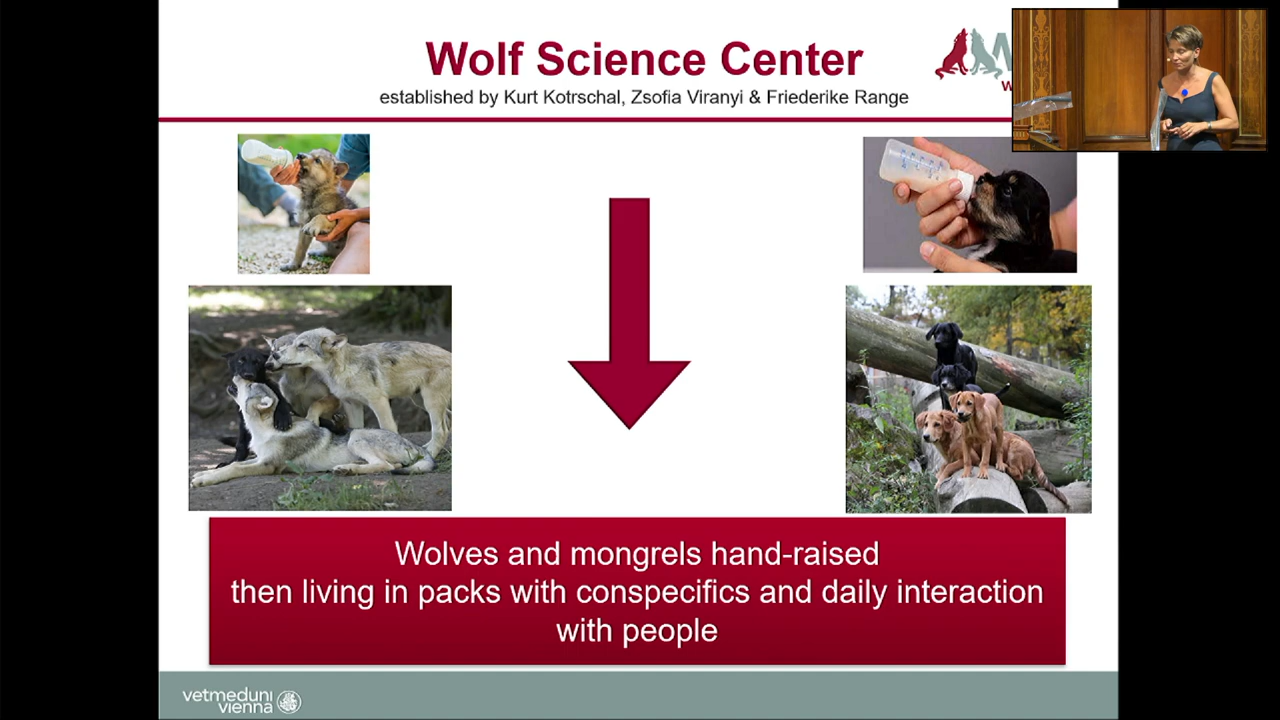 Wolf Science Center
established by Kurt Kotrschal, Zsofia Viranyi & Friederike Range
Wolves and mongrels hand-raised
then living in packs with conspecifics and daily interaction
with people
vetmeduni
vienna